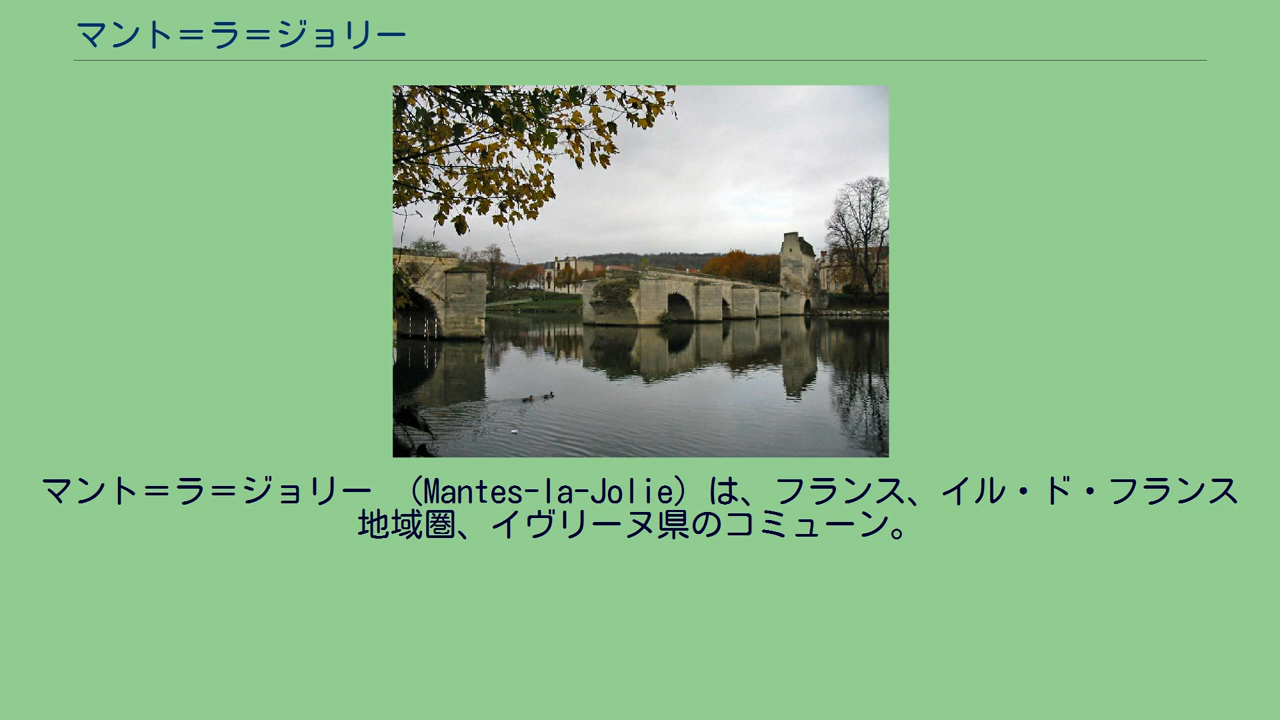 マント＝ラ＝ジョリー
マント＝ラ＝ジョリー （Mantes-la-Jolie）は、フランス、イル・ド・フランス
地域圏、イヴリーヌ県のコミューン。